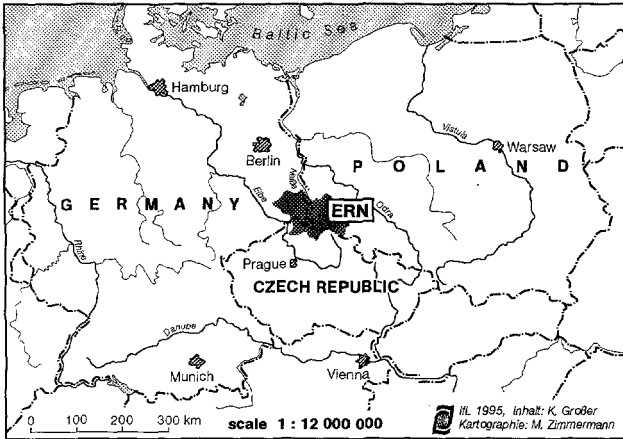 Baltic Sea
Hamburg
Vistula
Berlin
Warsaw
POLAND
Elbe
GERMANY
ERN
Odra
Rhine
Prague
CZECH REPUBLIC
Danube
Munich
Vienna
0 100 200 300 km
scale 1 : 12 000 000
IfL 1995, Inhalt: K. Großer
Kartographie: M. Zimmermann